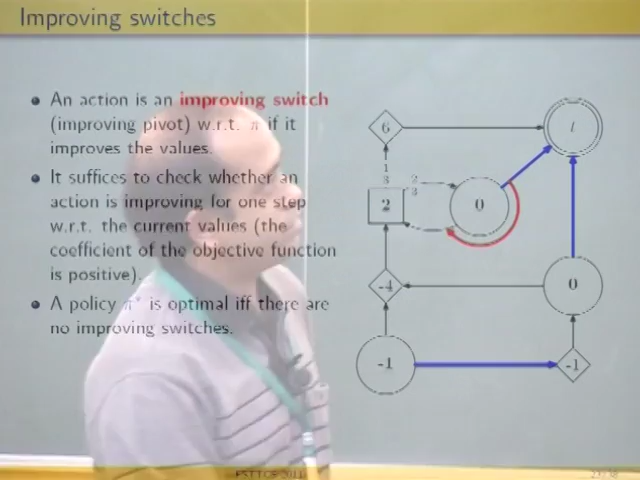 Improving switches
An action is an improving switch
(improving pivot) w.r.t. π if it
improves the values.
It suffices to check whether an
action is improving for one step
w.r.t. the current values (the
coefficient of the objective function
is positive).
A policy π* is optimal iff there are
no improving switches.
6
t
1
3
2
3
2
0
-4
0
-1
-1
FSTTCS 2011